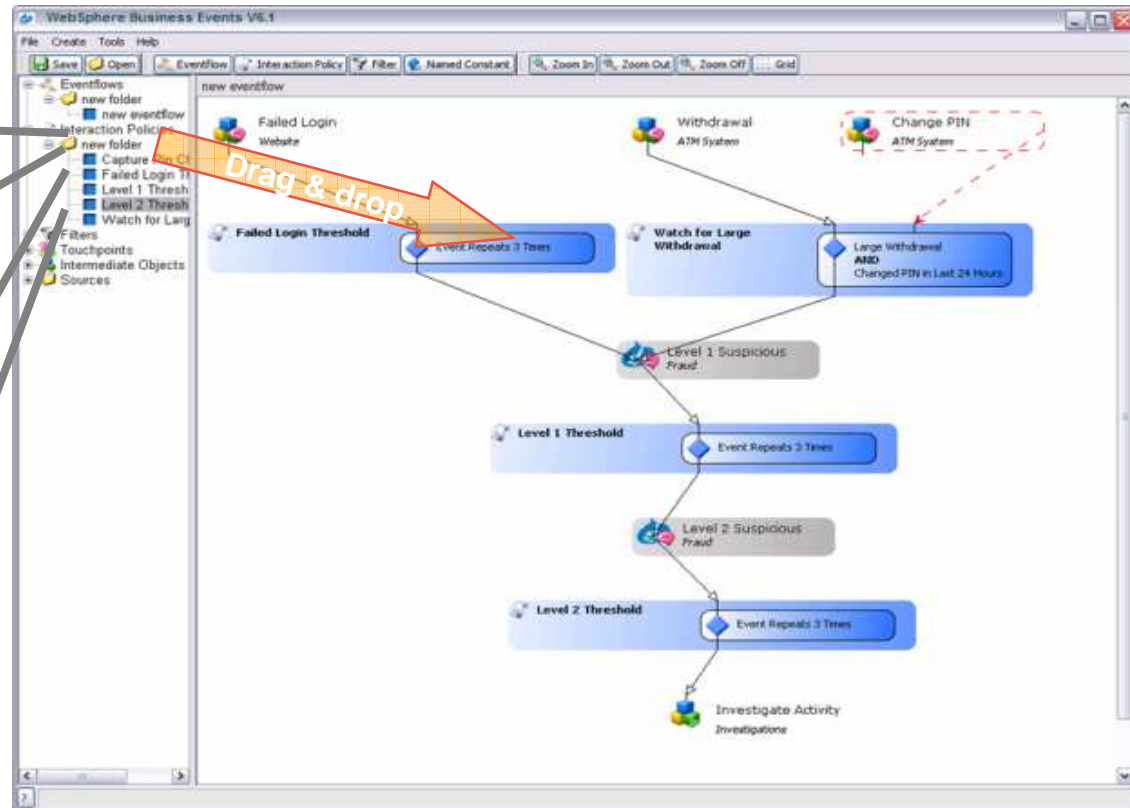 WebSphere Business Events V6.1
File Create Tools Help
Save Open Eventflow Interaction Policy Filter Named Constant Zoom In Zoom Out Zoom Off Grid
Eventflows
new folder
new eventflow
Interaction Policies
new folder
Capture Pin Ch
Failed Login Th
Level 1 Thresh
Level 2 Thresh
Watch for Larg
Filters
Touchpoints
Intermediate Objects
Sources
new eventflow
Drag & drop
Failed Login
Website
Withdrawal
ATM System
Change PIN
ATM System
Failed Login Threshold
Event Repeats 3 Times
Watch for Large
Withdrawal
Large Withdrawal
AND
Changed PIN in Last 24 Hours
Level 1 Suspicious
Fraud
Level 1 Threshold
Event Repeats 3 Times
Level 2 Suspicious
Fraud
Level 2 Threshold
Event Repeats 3 Times
Investigate Activity
Investigations